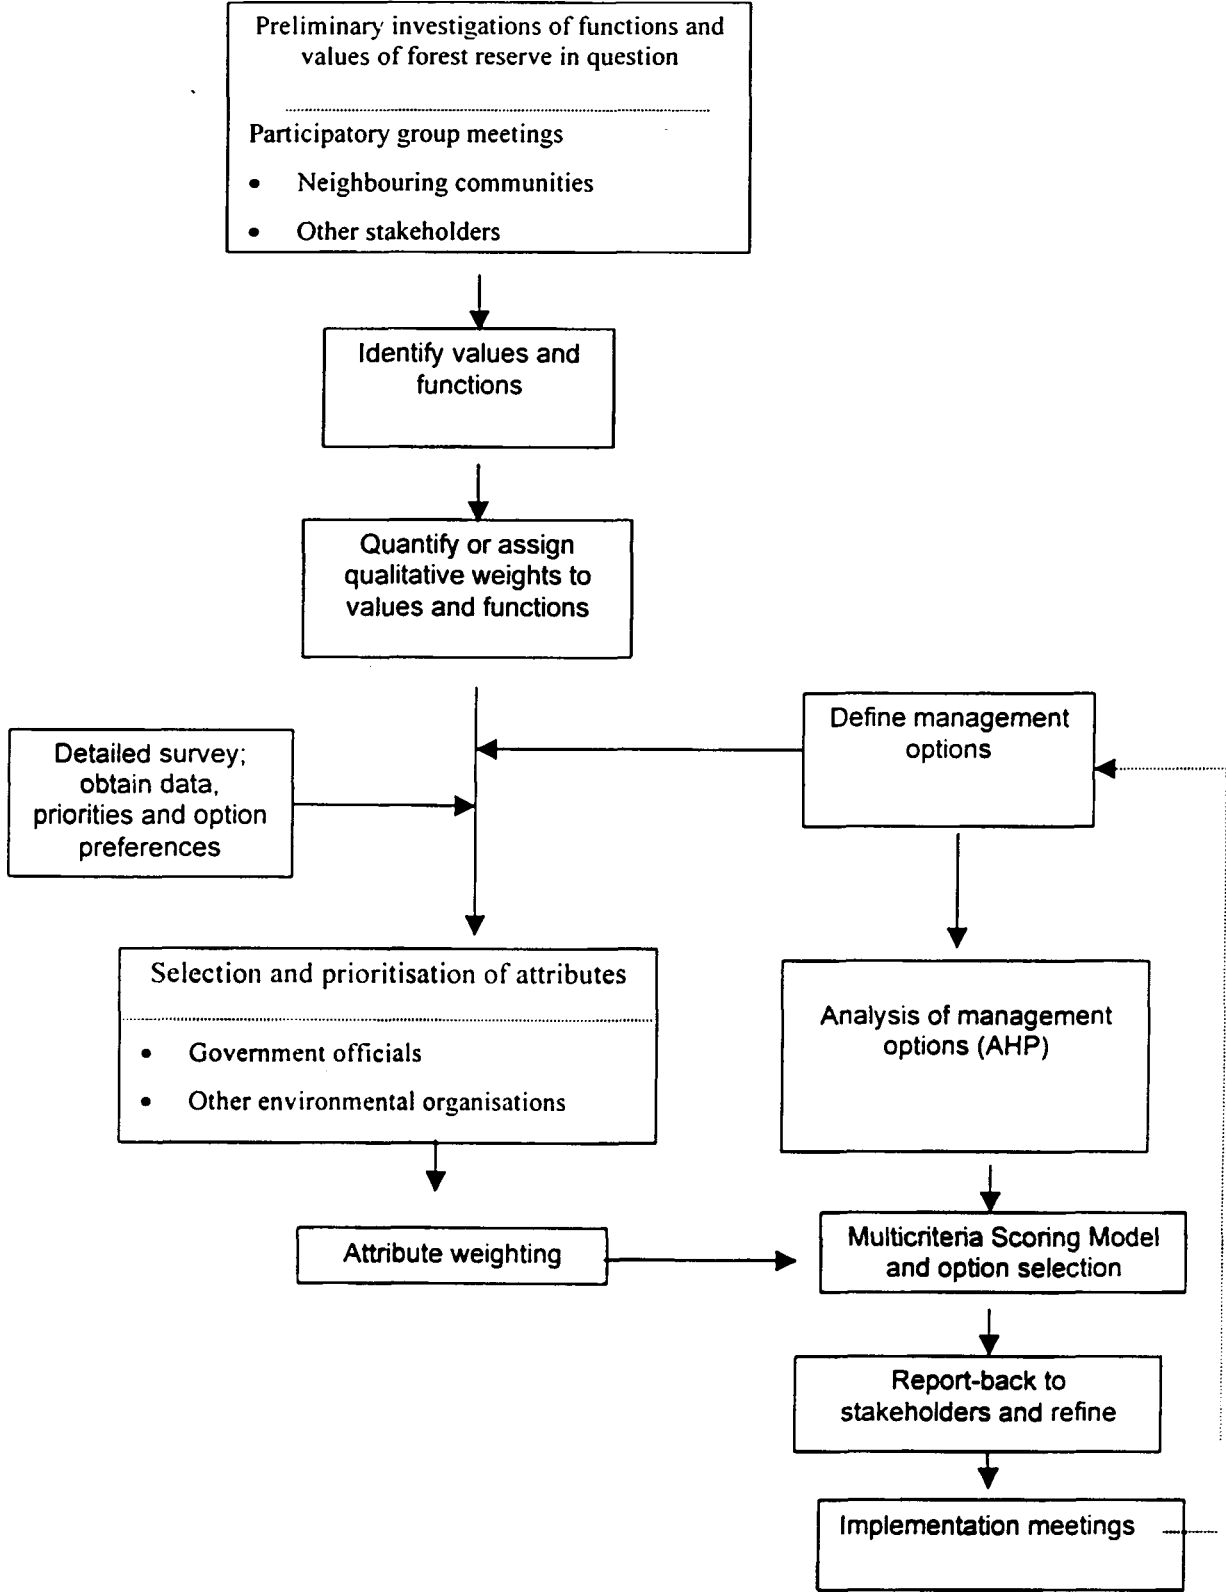 Preliminary investigations of functions and
values of forest reserve in question
Participatory group meetings
• Neighbouring communities
• Other stakeholders
Identify values and
functions
Quantify or assign
qualitative weights to
values and functions
Define management
options
Detailed survey;
obtain data,
priorities and option
preferences
Selection and prioritisation of attributes
• Government officials
• Other environmental organisations
Analysis of management
options (AHP)
Attribute weighting
Multicriteria Scoring Model
and option selection
Report-back to
stakeholders and refine
Implementation meetings